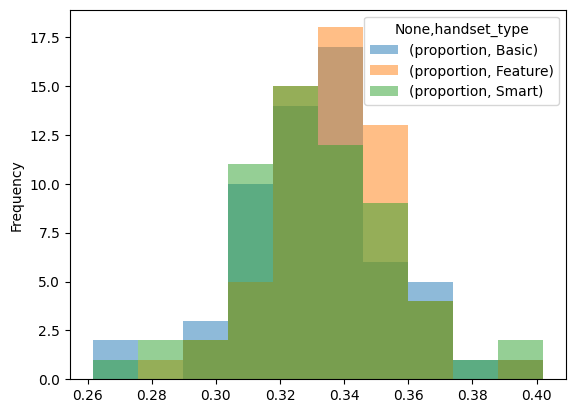 None,handset_type
(proportion, Basic)
(proportion, Feature)
(proportion, Smart)
Frequency
17.5
15.0
12.5
10.0
7.5
5.0
2.5
0.0
0.26 0.28 0.30 0.32 0.34 0.36 0.38 0.40